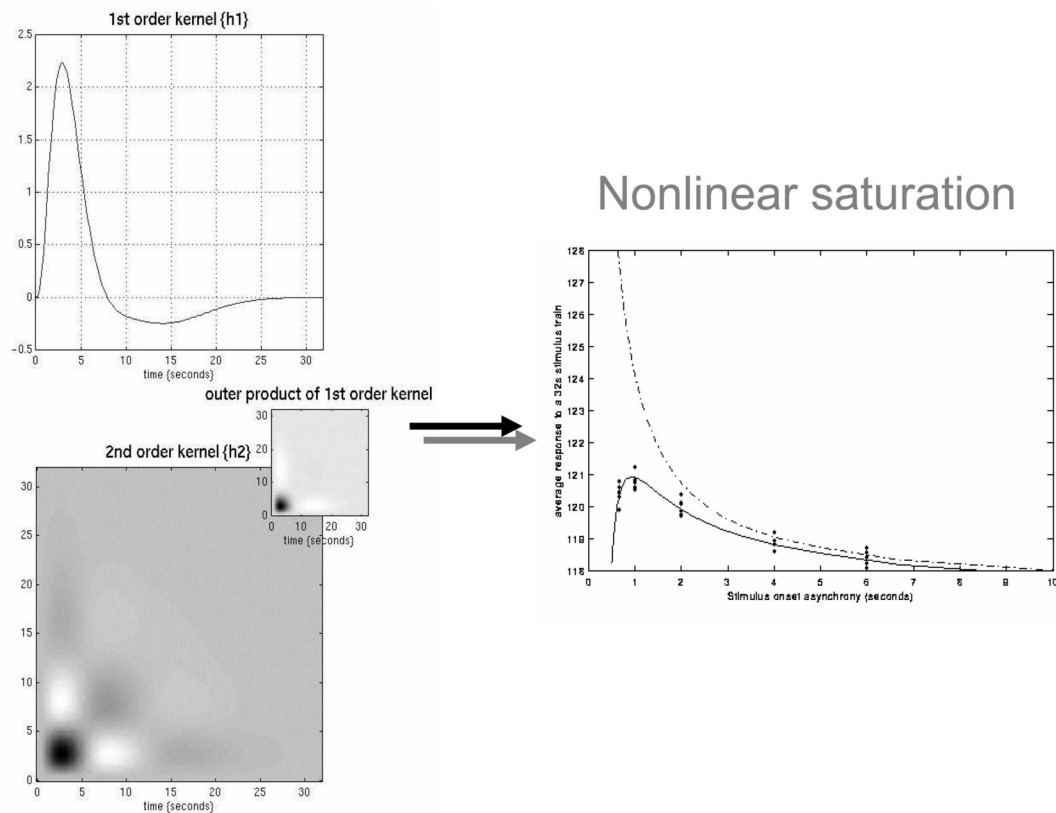 1st order kernel {h1}
2.5
2
1.5
1
0.5
0
-0.5
0 5 10 15 20 25 30
time {seconds}
outer product of 1st order kernel
30
20
10
0
0 10 20 30
time {seconds}
2nd order kernel {h2}
30
25
20
15
10
5
0
0 5 10 15 20 25 30
time {seconds}
Nonlinear saturation
average response to a 32s stimulus train
128
127
126
125
124
123
122
121
120
119
118
0 1 2 3 4 5 6 7 8 9 10
Stimulus onset asynchrony {seconds}